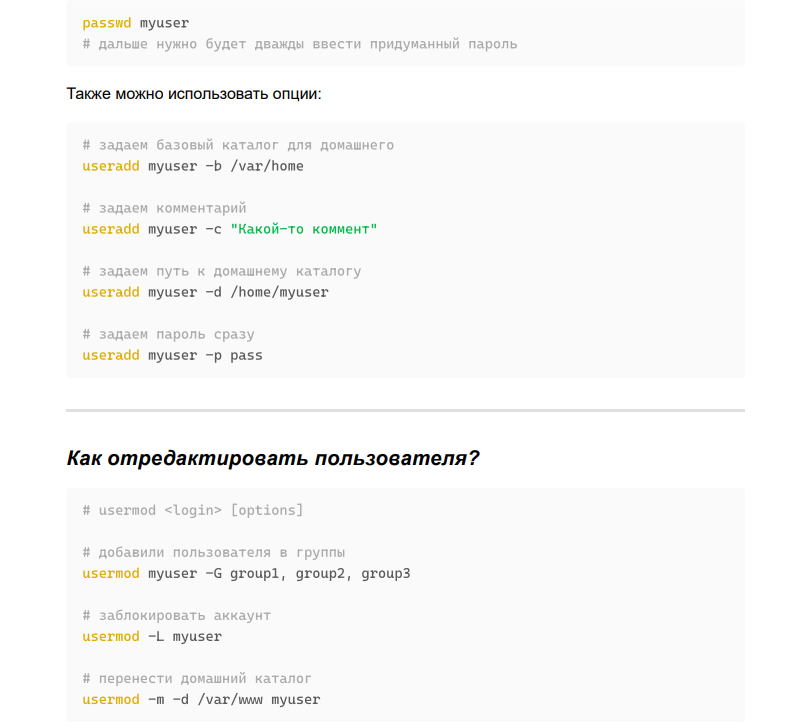 passwd myuser
# дальше нужно будет дважды ввести придуманный пароль
Также можно использовать опции:
# задаем базовый каталог для домашнего
useradd myuser -b /var/home
# задаем комментарий
useradd myuser -c "Какой-то коммент"
# задаем путь к домашнему каталогу
useradd myuser -d /home/myuser
# задаем пароль сразу
useradd myuser -p pass
Как отредактировать пользователя?
# usermod <login> [options]
# добавили пользователя в группы
usermod myuser -G group1, group2, group3
# заблокировать аккаунт
usermod -L myuser
# перенести домашний каталог
usermod -m -d /var/www myuser